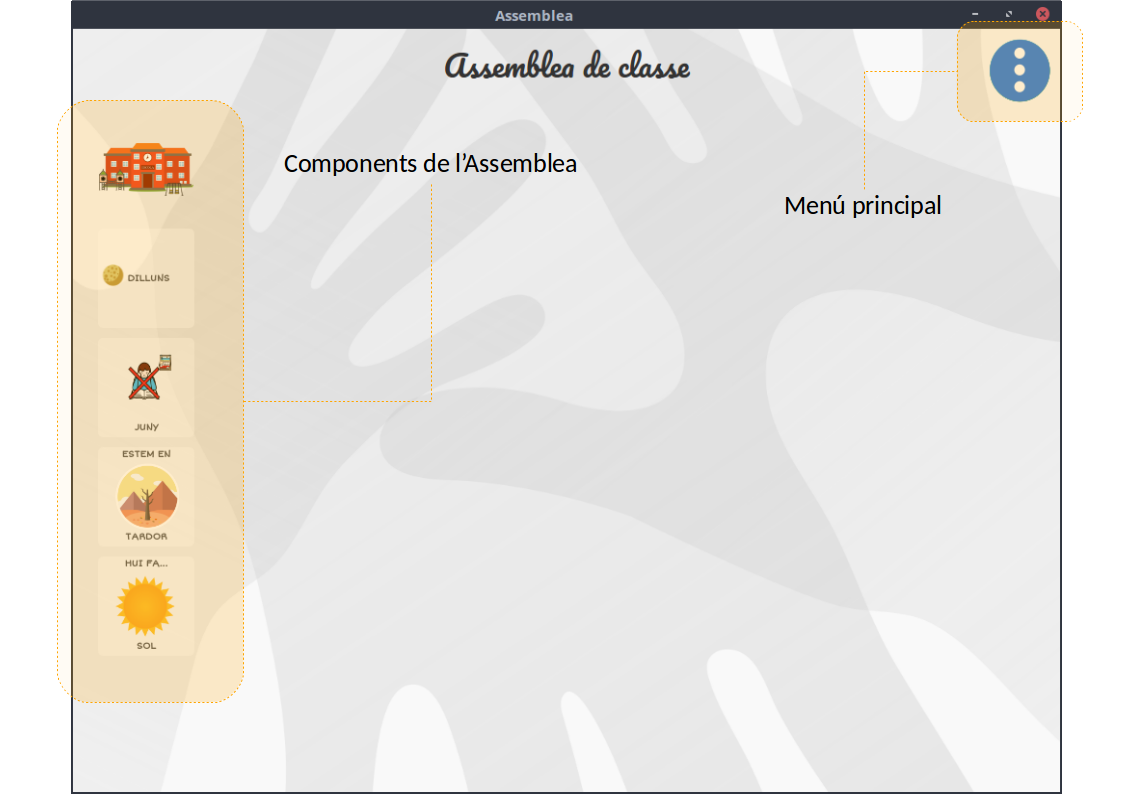 Assemblea
Assemblea de classe
Components de l’Assemblea
Menú principal
DILLUNS
JUNY
ESTEM EN
TARDOR
HUI FA...
SOL